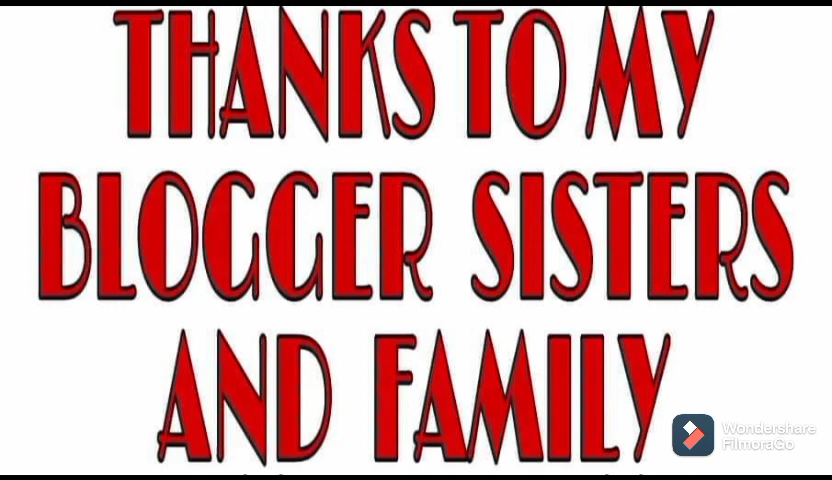 THANKS TO MY
BLOGGER SISTERS
AND FAMILY
Wondershare
FilmoraGo